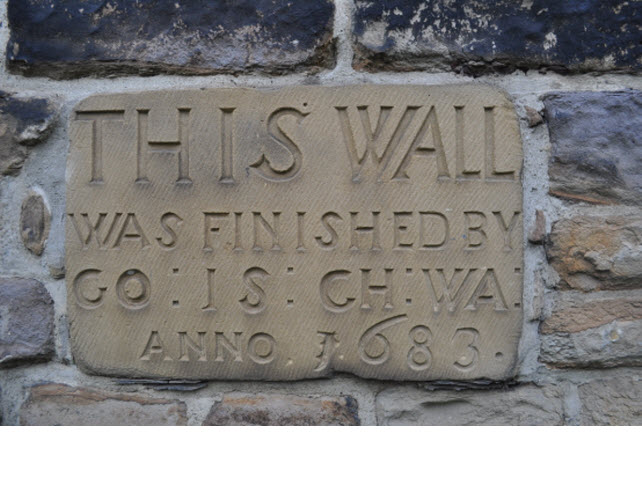 THIS WALL
WAS FINISHED BY
GO : IS : CH : WA :
ANNO . 1683 .